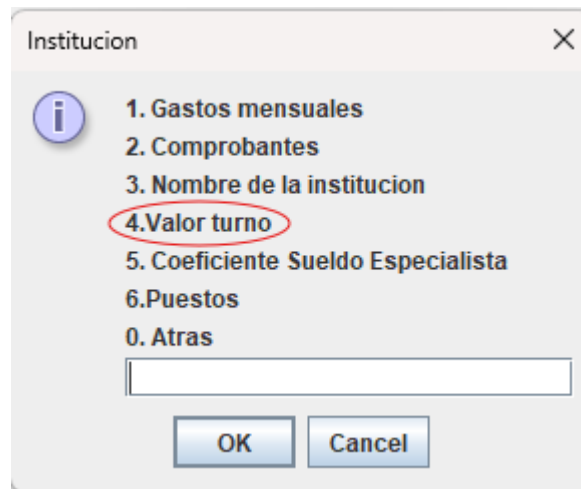 Institucion
1. Gastos mensuales
2. Comprobantes
3. Nombre de la institucion
4.Valor turno
5. Coeficiente Sueldo Especialista
6.Puestos
0. Atras
OK Cancel